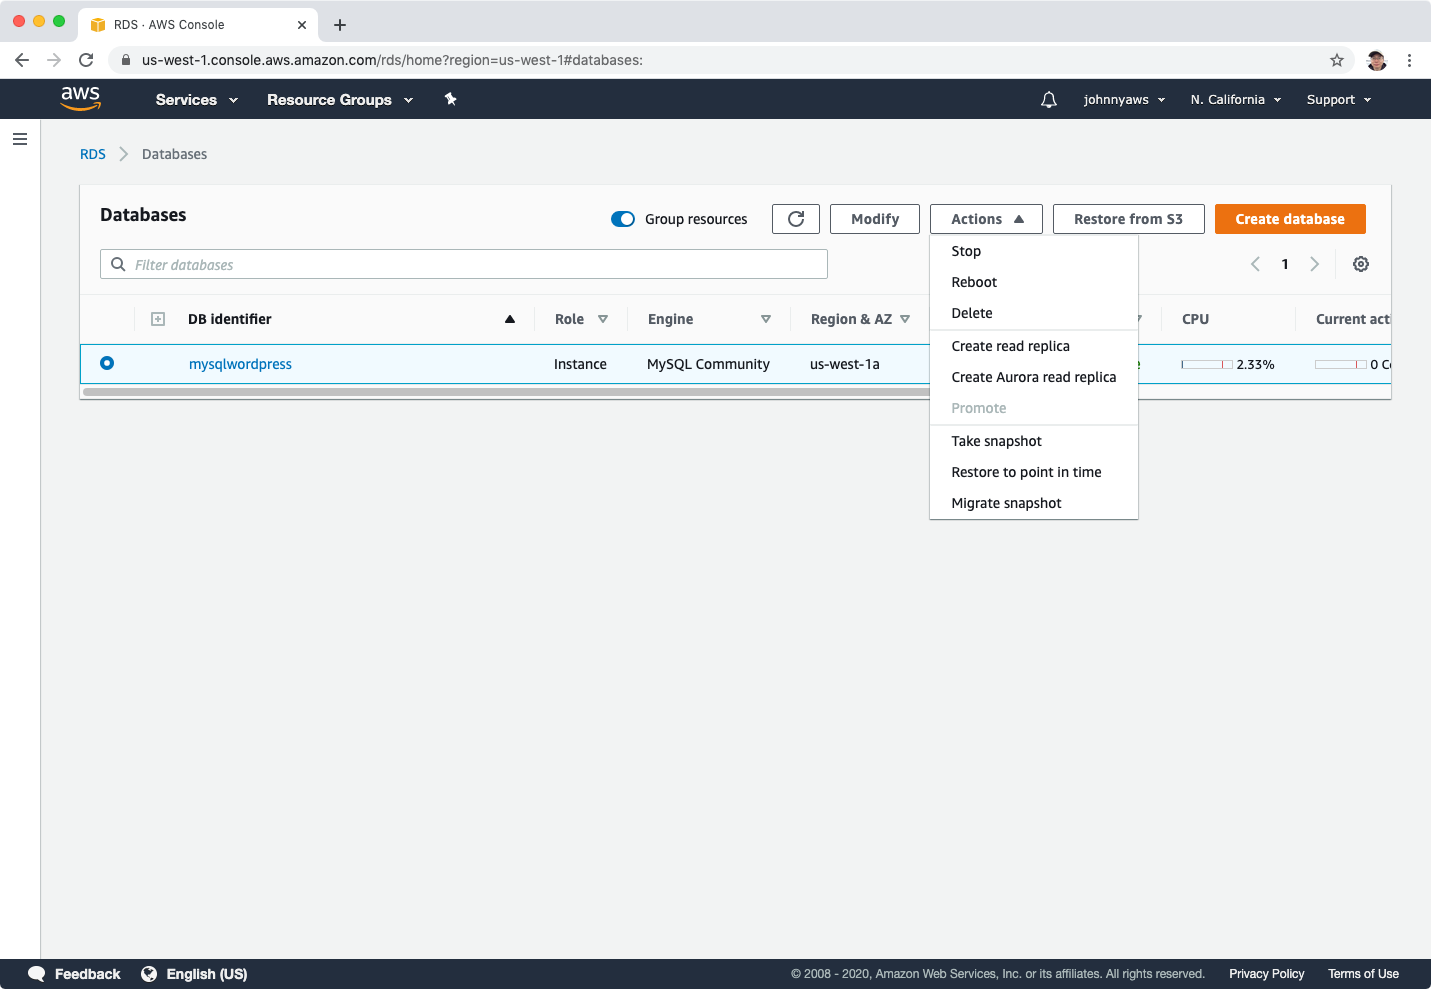 RDS · AWS Console
us-west-1.console.aws.amazon.com/rds/home?region=us-west-1#databases:
aws Services Resource Groups johnnyaws N. California Support
RDS Databases
Databases Group resources Modify Actions Restore from S3 Create database
Filter databases 1
DB identifier Role Engine Region & AZ CPU Current acti
mysqlwordpress Instance MySQL Community us-west-1a 2.33% 0 Co
Stop
Reboot
Delete
Create read replica
Create Aurora read replica
Promote
Take snapshot
Restore to point in time
Migrate snapshot
Feedback English (US) © 2008 - 2020, Amazon Web Services, Inc. or its affiliates. All rights reserved. Privacy Policy Terms of Use